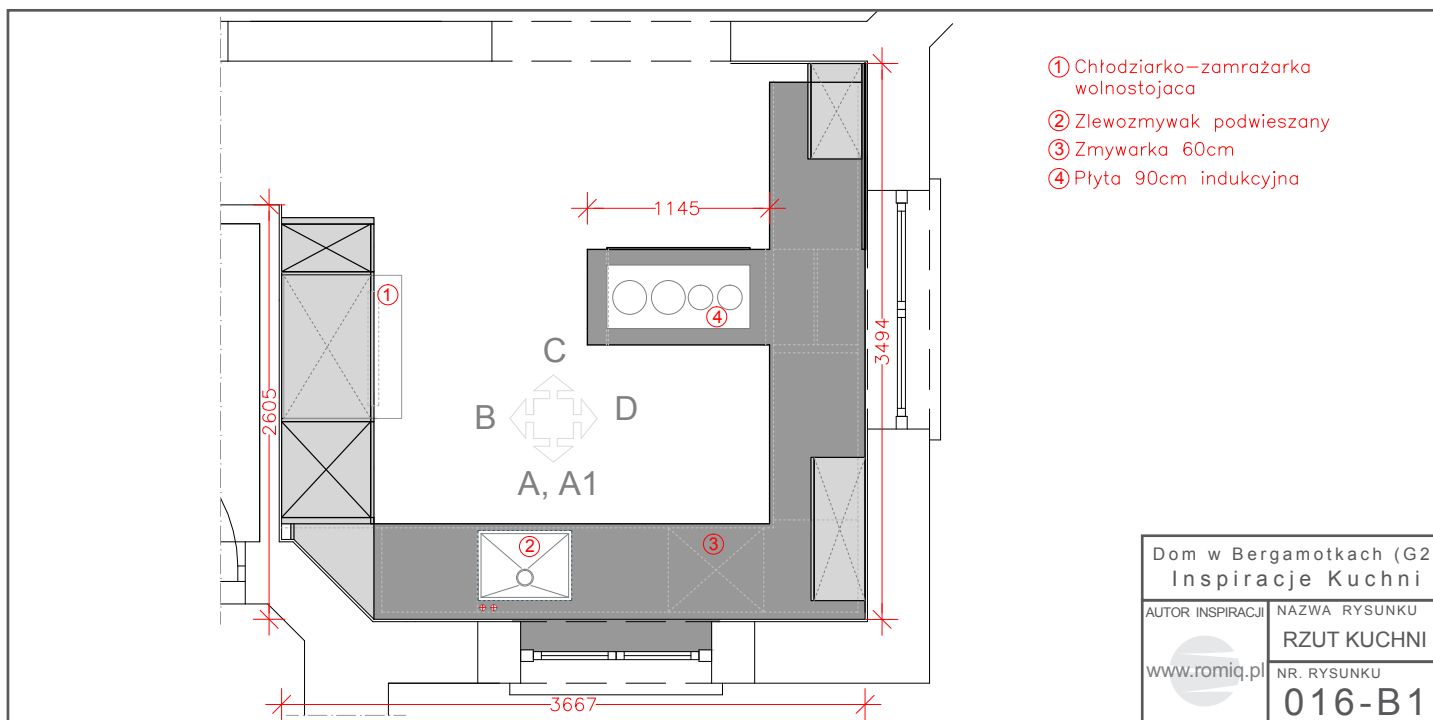 ① Chłodziarko-zamrażarka
wolnostojaca
② Zlewozmywak podwieszany
③ Zmywarka 60cm
④ Płyta 90cm indukcyjna
1145
①
④
3494
C
2605
B
D
A, A1
②
③
3667
Dom w Bergamotkach (G2
Inspiracje Kuchni
AUTOR INSPIRACJI
www.romiq.pl
NAZWA RYSUNKU
RZUT KUCHNI
NR. RYSUNKU
016-B1